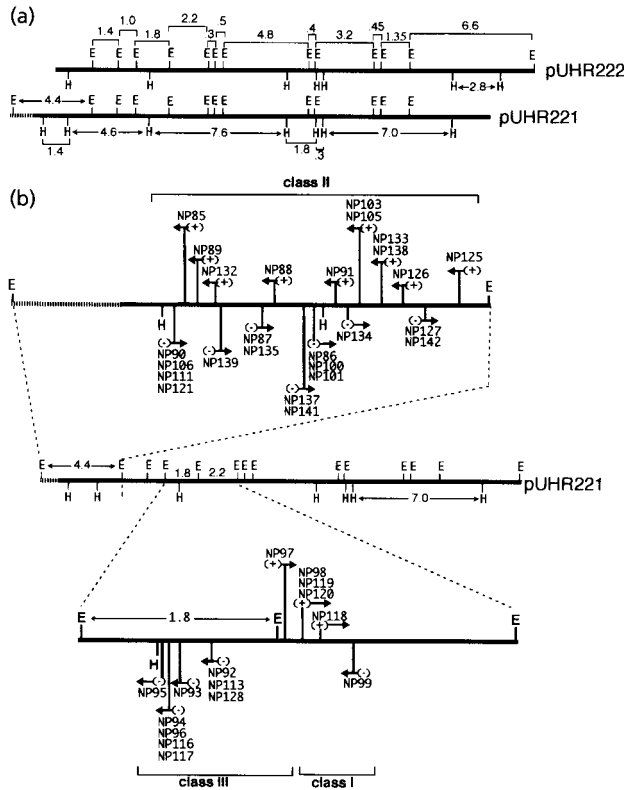 (a)
1.4 1.0 1.8 2.2 3 5 4.8 4 3.2 45 1.35 6.6
E E E E E E E E E E E E E
pUHR222
H H H H H H←2.8→H
E ←4.4→ E E E E E E E E E E E E
pUHR221
H H←4.6→H←7.6→H H H←7.0→H
1.4 1.8 .3
class II
(b)
NP85 NP103
NP105
NP89 NP133
NP138
NP132 NP88 NP91 NP126 NP125
(+) (+) (+) (+) (+) (+) (+) (+) (+)
E E
H H
(-) (-) (-) (-) (-) (-) (-)
NP90
NP106
NP111
NP121
NP139
NP87
NP135
NP137
NP141
NP86
NP100
NP101
NP134
NP127
NP142
E ←4.4→ E E E 1.8 E 2.2 E E E E E E E E E
pUHR221
H H H H H H←7.0→H
NP97
(+)
NP98
NP119
NP120
(+)
NP118
(+)
E ←1.8→ E E
H
(-) (-) (-) (-) (-)
NP95
NP93
NP92
NP113
NP128
NP99
NP94
NP96
NP116
NP117
class III class I